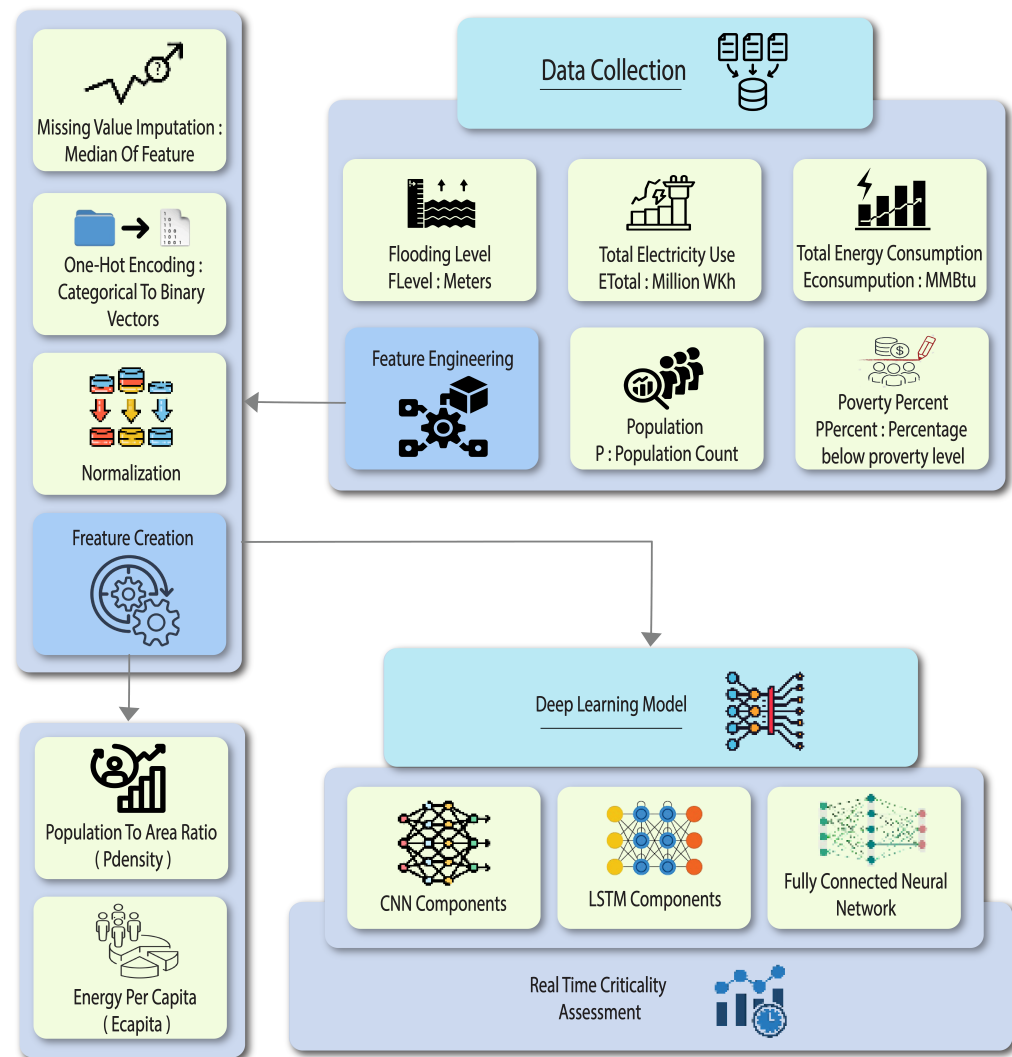 Missing Value Imputation :
Median Of Feature
One-Hot Encoding :
Categorical To Binary
Vectors
Normalization
Freature Creation
Population To Area Ratio
( Pdensity )
Energy Per Capita
( Ecapita )
Data Collection
Flooding Level
FLevel : Meters
Total Electricity Use
ETotal : Million WKh
Total Energy Consumption
Econsumpution : MMBtu
Feature Engineering
Population
P : Population Count
Poverty Percent
PPercent : Percentage
below proverty level
Deep Learning Model
CNN Components
LSTM Components
Fully Connected Neural
Network
Real Time Criticality
Assessment